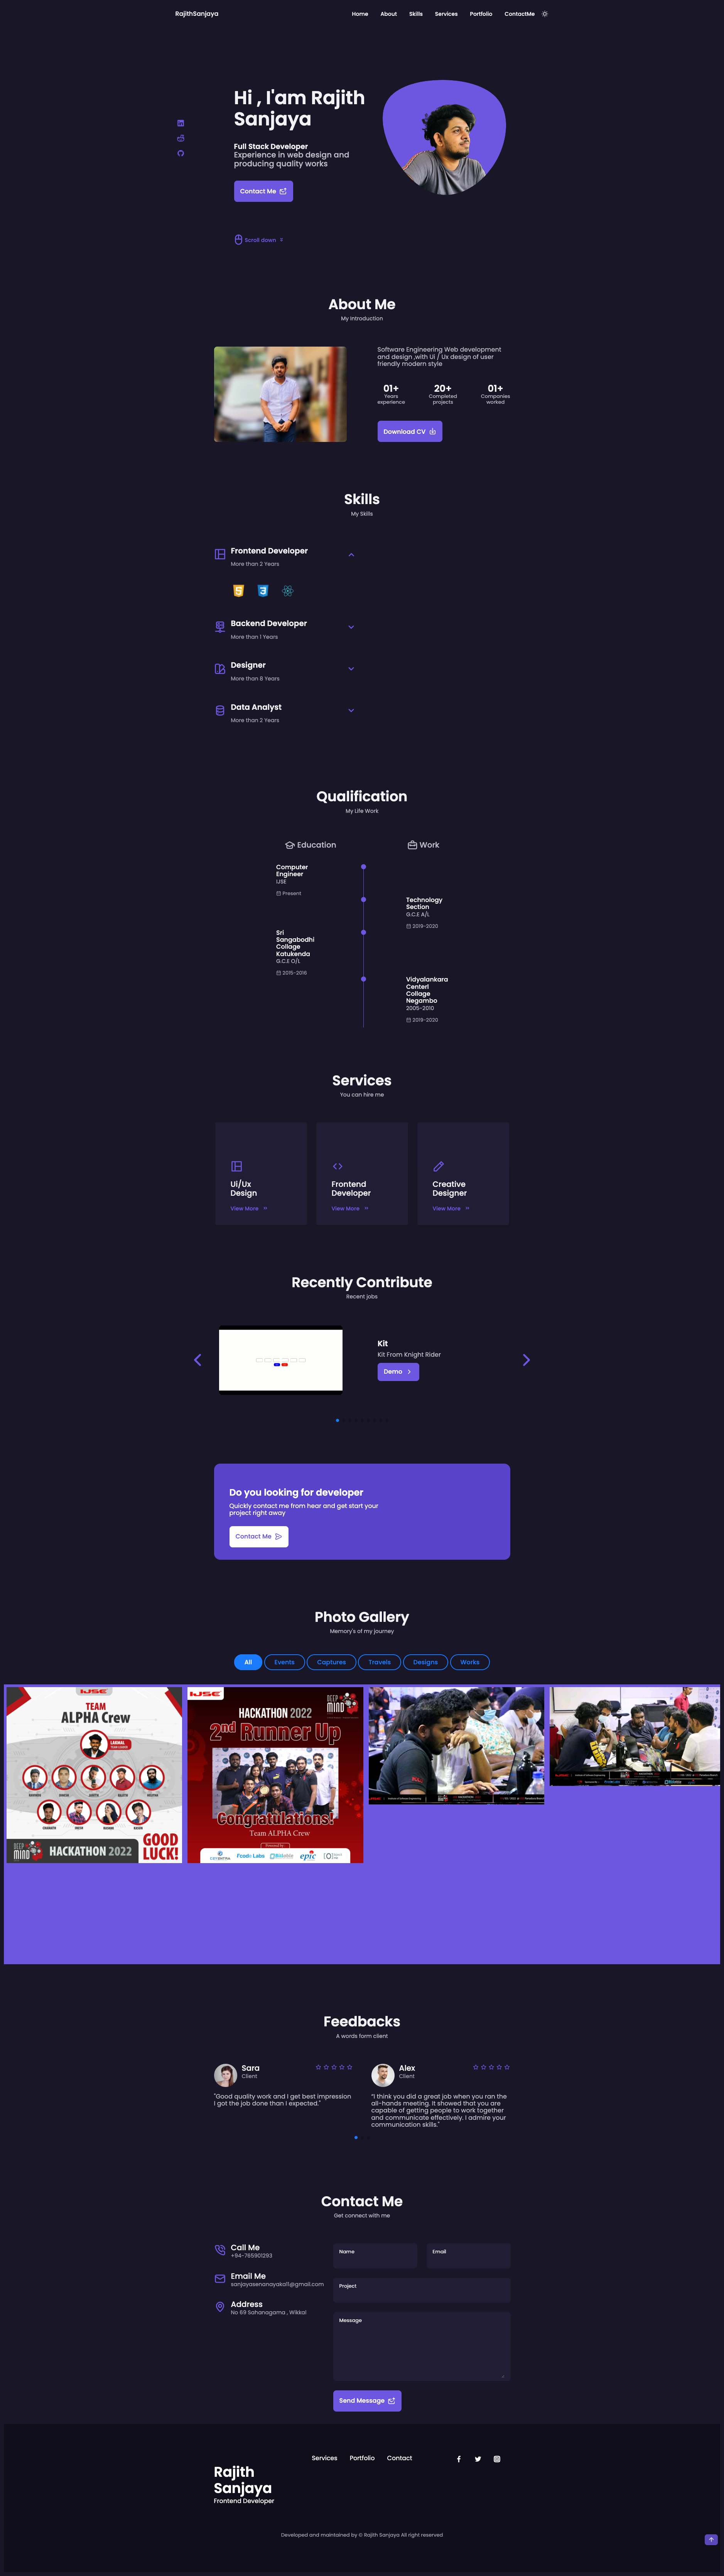 RajithSanjaya
Home About Skills Services Portfolio ContactMe
Hi , I'am Rajith
Sanjaya
Full Stack Developer
Experience in web design and
producing quality works
Contact Me
Scroll down
About Me
My Introduction
Software Engineering Web development
and design ,with UI / Ux design of user
friendly modern style
01+ 20+ 01+
Years Completed Companies
experience projects worked
Download CV
Skills
My Skills
Frontend Developer
More than 2 Years
Backend Developer
More than 1 Years
Designer
More than 8 Years
Data Analyst
More than 2 Years
Qualification
My Life Work
Education Work
Computer
Engineer
IJSE
Present
Technology
Section
G.C.E A/L
2019-2020
Sri
Sangabodhi
Collage
Katukenda
G.C.E O/L
2015-2018
Vidyalankara
Centerl
Collage
Negambo
2005-2010
2019-2020
Services
You can hire me
Ui/Ux
Design
View More
Frontend
Developer
View More
Creative
Designer
View More
Recently Contribute
Recent jobs
Kit
Kit From Knight Rider
Demo
Do you looking for developer
Quickly contact me from hear and get start your
project right away
Contact Me
Photo Gallery
Memory's of my journey
All Events Captures Travels Designs Works
IJSE
TEAM
ALPHA Crew
LAKMAL
DEEP
MIND
HACKATHON 2022
GOOD
LUCK!
IJSE
HACKATHON 2022
DEEP
MIND
2nd Runner Up
Congratulations!
Team ALPHA Crew
epic
Feedbacks
A words form client
Sara
Client
"Good quality work and I get best impression
I got the job done than I expected."
Alex
Client
"I think you did a great job when you ran the
all-hands meeting. It showed that you are
capable of getting people to work together
and communicate effectively. I admire your
communication skills."
Contact Me
Get connect with me
Call Me
+94-765901293
Email Me
Address
No 69 Sahanagama , Wikkal
Name Email
Project
Message
Send Message
Rajith
Sanjaya
Frontend Developer
Services Portfolio Contact
Developed and maintained by © Rajith Sanjaya All right reserved